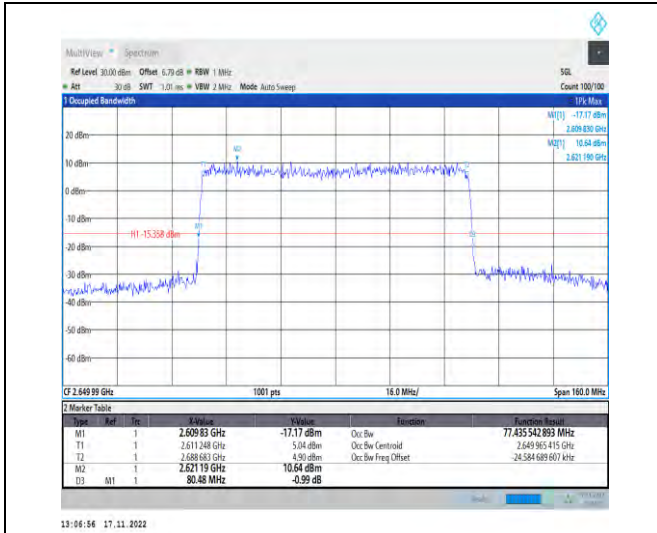 MultiView Spectrum
Ref Level 30.00 dBm Offset 6.79 dB RBW 1 MHz SGL
Att 30 dB SWT 1.01 ms VBW 2 MHz Mode Auto Sweep Count 100/100
1 Occupied Bandwidth 1Pk Max
M1[1] -17.17 dBm
2.609 830 GHz
M2[1] 10.64 dBm
2.621 190 GHz
20 dBm
M2
10 dBm
0 dBm
-10 dBm
M1
H1 -15.358 dBm
D3
-20 dBm
-30 dBm
-40 dBm
-50 dBm
-60 dBm
CF 2.649 99 GHz 1001 pts 16.0 MHz/ Span 160.0 MHz
2 Marker Table
Type Ref Trc X-Value Y-Value Function Function Result
M1 1 2.609 83 GHz -17.17 dBm Occ Bw 77.435 542 893 MHz
T1 1 2.611 248 GHz 5.04 dBm Occ Bw Centroid 2.649 965 415 GHz
T2 1 2.688 683 GHz 4.90 dBm Occ Bw Freq Offset -24.584 689 607 kHz
M2 1 2.621 19 GHz 10.64 dBm
D3 M1 1 80.48 MHz -0.99 dB
13:06:56 17.11.2022